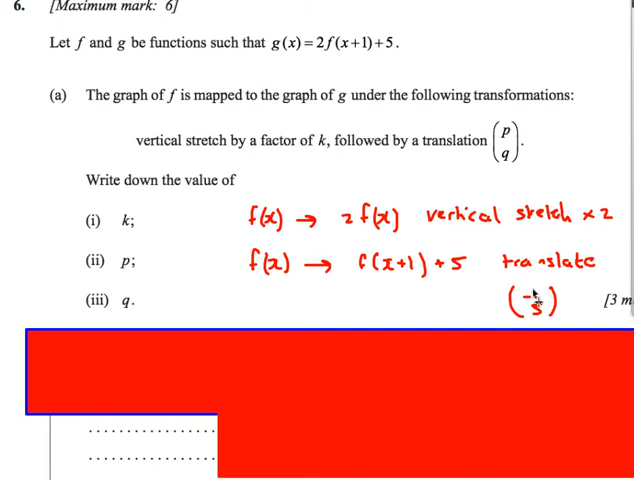 6. [Maximum mark: 6]
Let f and g be functions such that g(x) = 2f(x+1)+5.
(a) The graph of f is mapped to the graph of g under the following transformations:
vertical stretch by a factor of k, followed by a translation (p q).
Write down the value of
(i) k; f(x) → 2 f(x) vertical stretch ×2
(ii) p; f(x) → f(x+1)+5 translate
(iii) q. [3 m